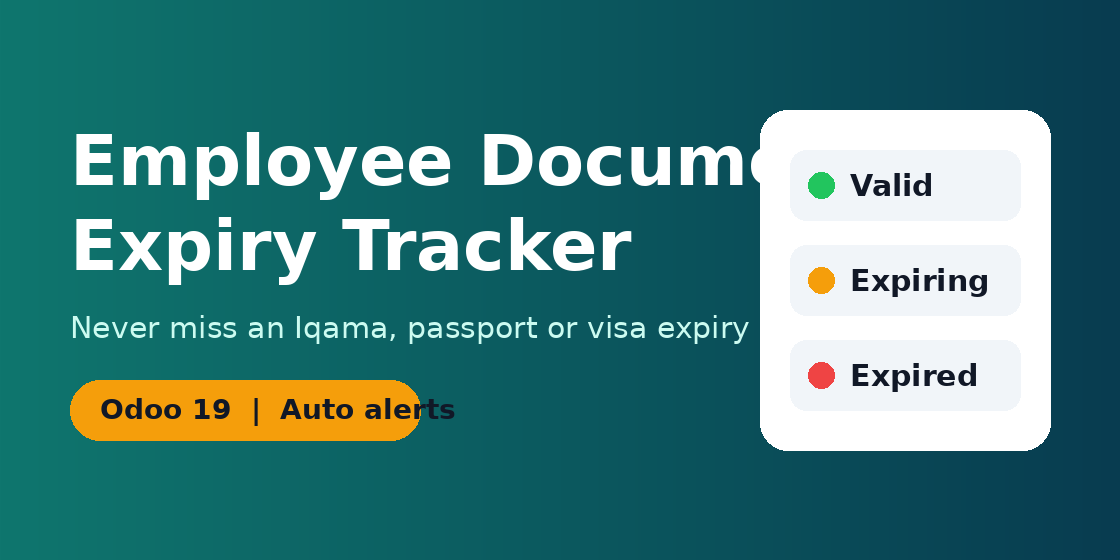 Employee Docume
Expiry Tracker
Never miss an Iqama, passport or visa expiry
Odoo 19 | Auto alerts
Valid
Expiring
Expired